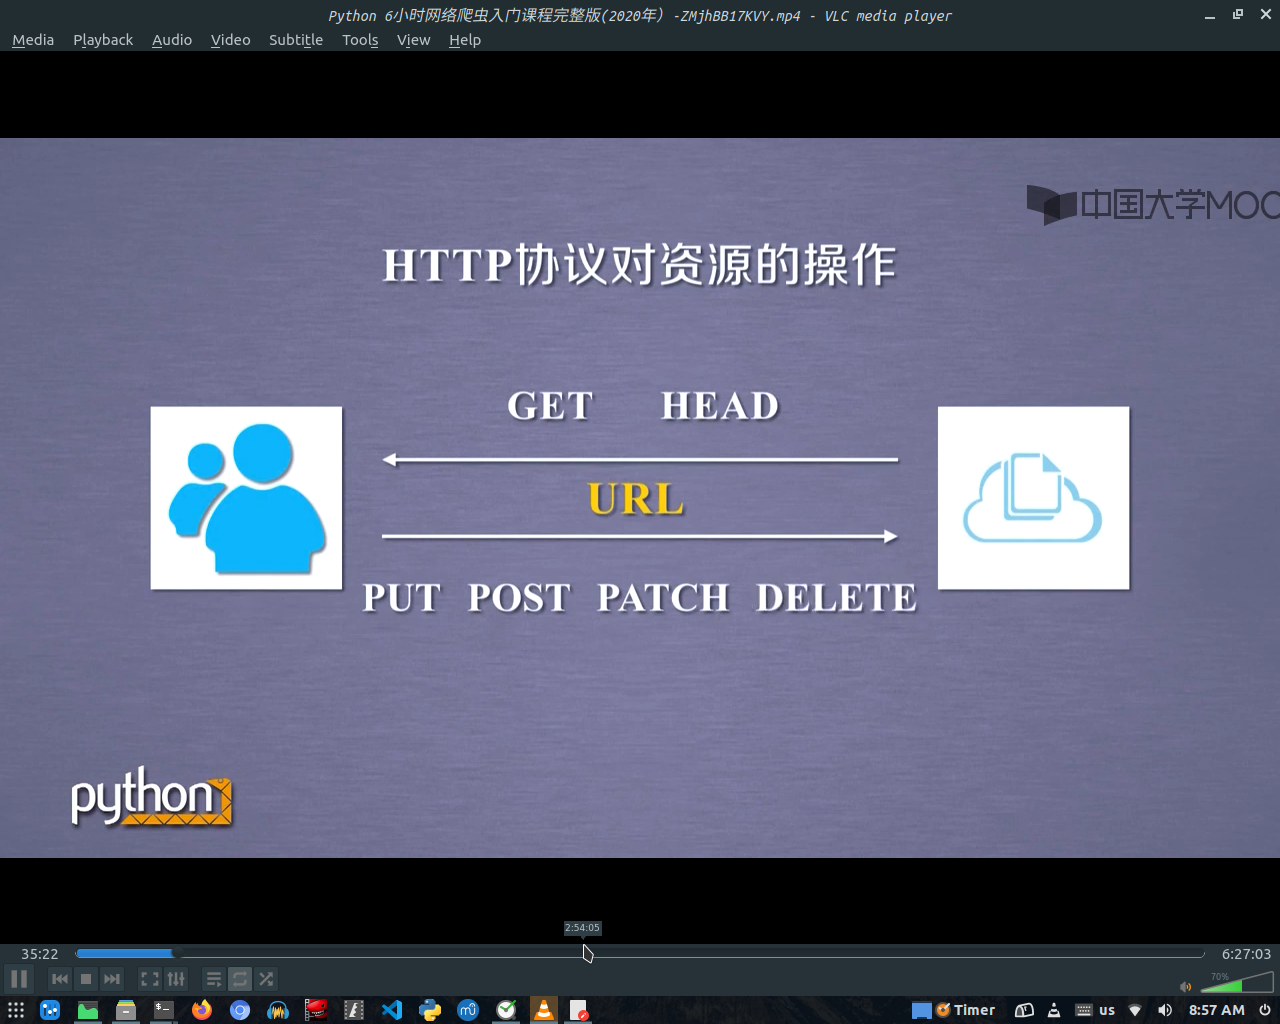 Python 6小时网络爬虫入门课程完整版(2020年）-ZMjhBB17KVY.mp4 - VLC media player
Media Playback Audio Video Subtitle Tools View Help
中国大学MOO
HTTP协议对资源的操作
GET HEAD
URL
PUT POST PATCH DELETE
python
2:54:05
35:22
6:27:03
70%
Timer
us
8:57 AM